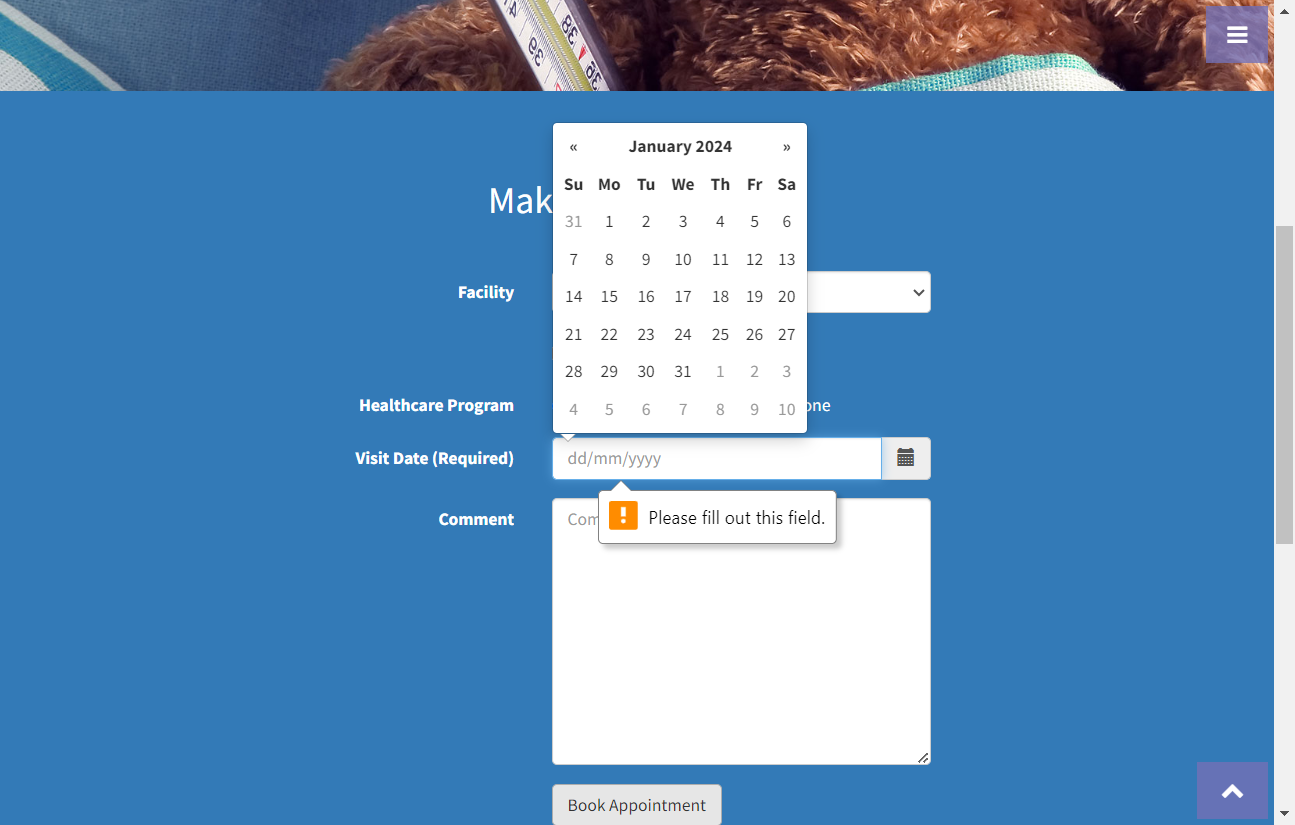 38
39
36
« January 2024 »
Su Mo Tu We Th Fr Sa
31 1 2 3 4 5 6
7 8 9 10 11 12 13
14 15 16 17 18 19 20
21 22 23 24 25 26 27
28 29 30 31 1 2 3
4 5 6 7 8 9 10
Mak
Facility
Healthcare Program
one
Visit Date (Required)
dd/mm/yyyy
Comment
Com
! Please fill out this field.
Book Appointment